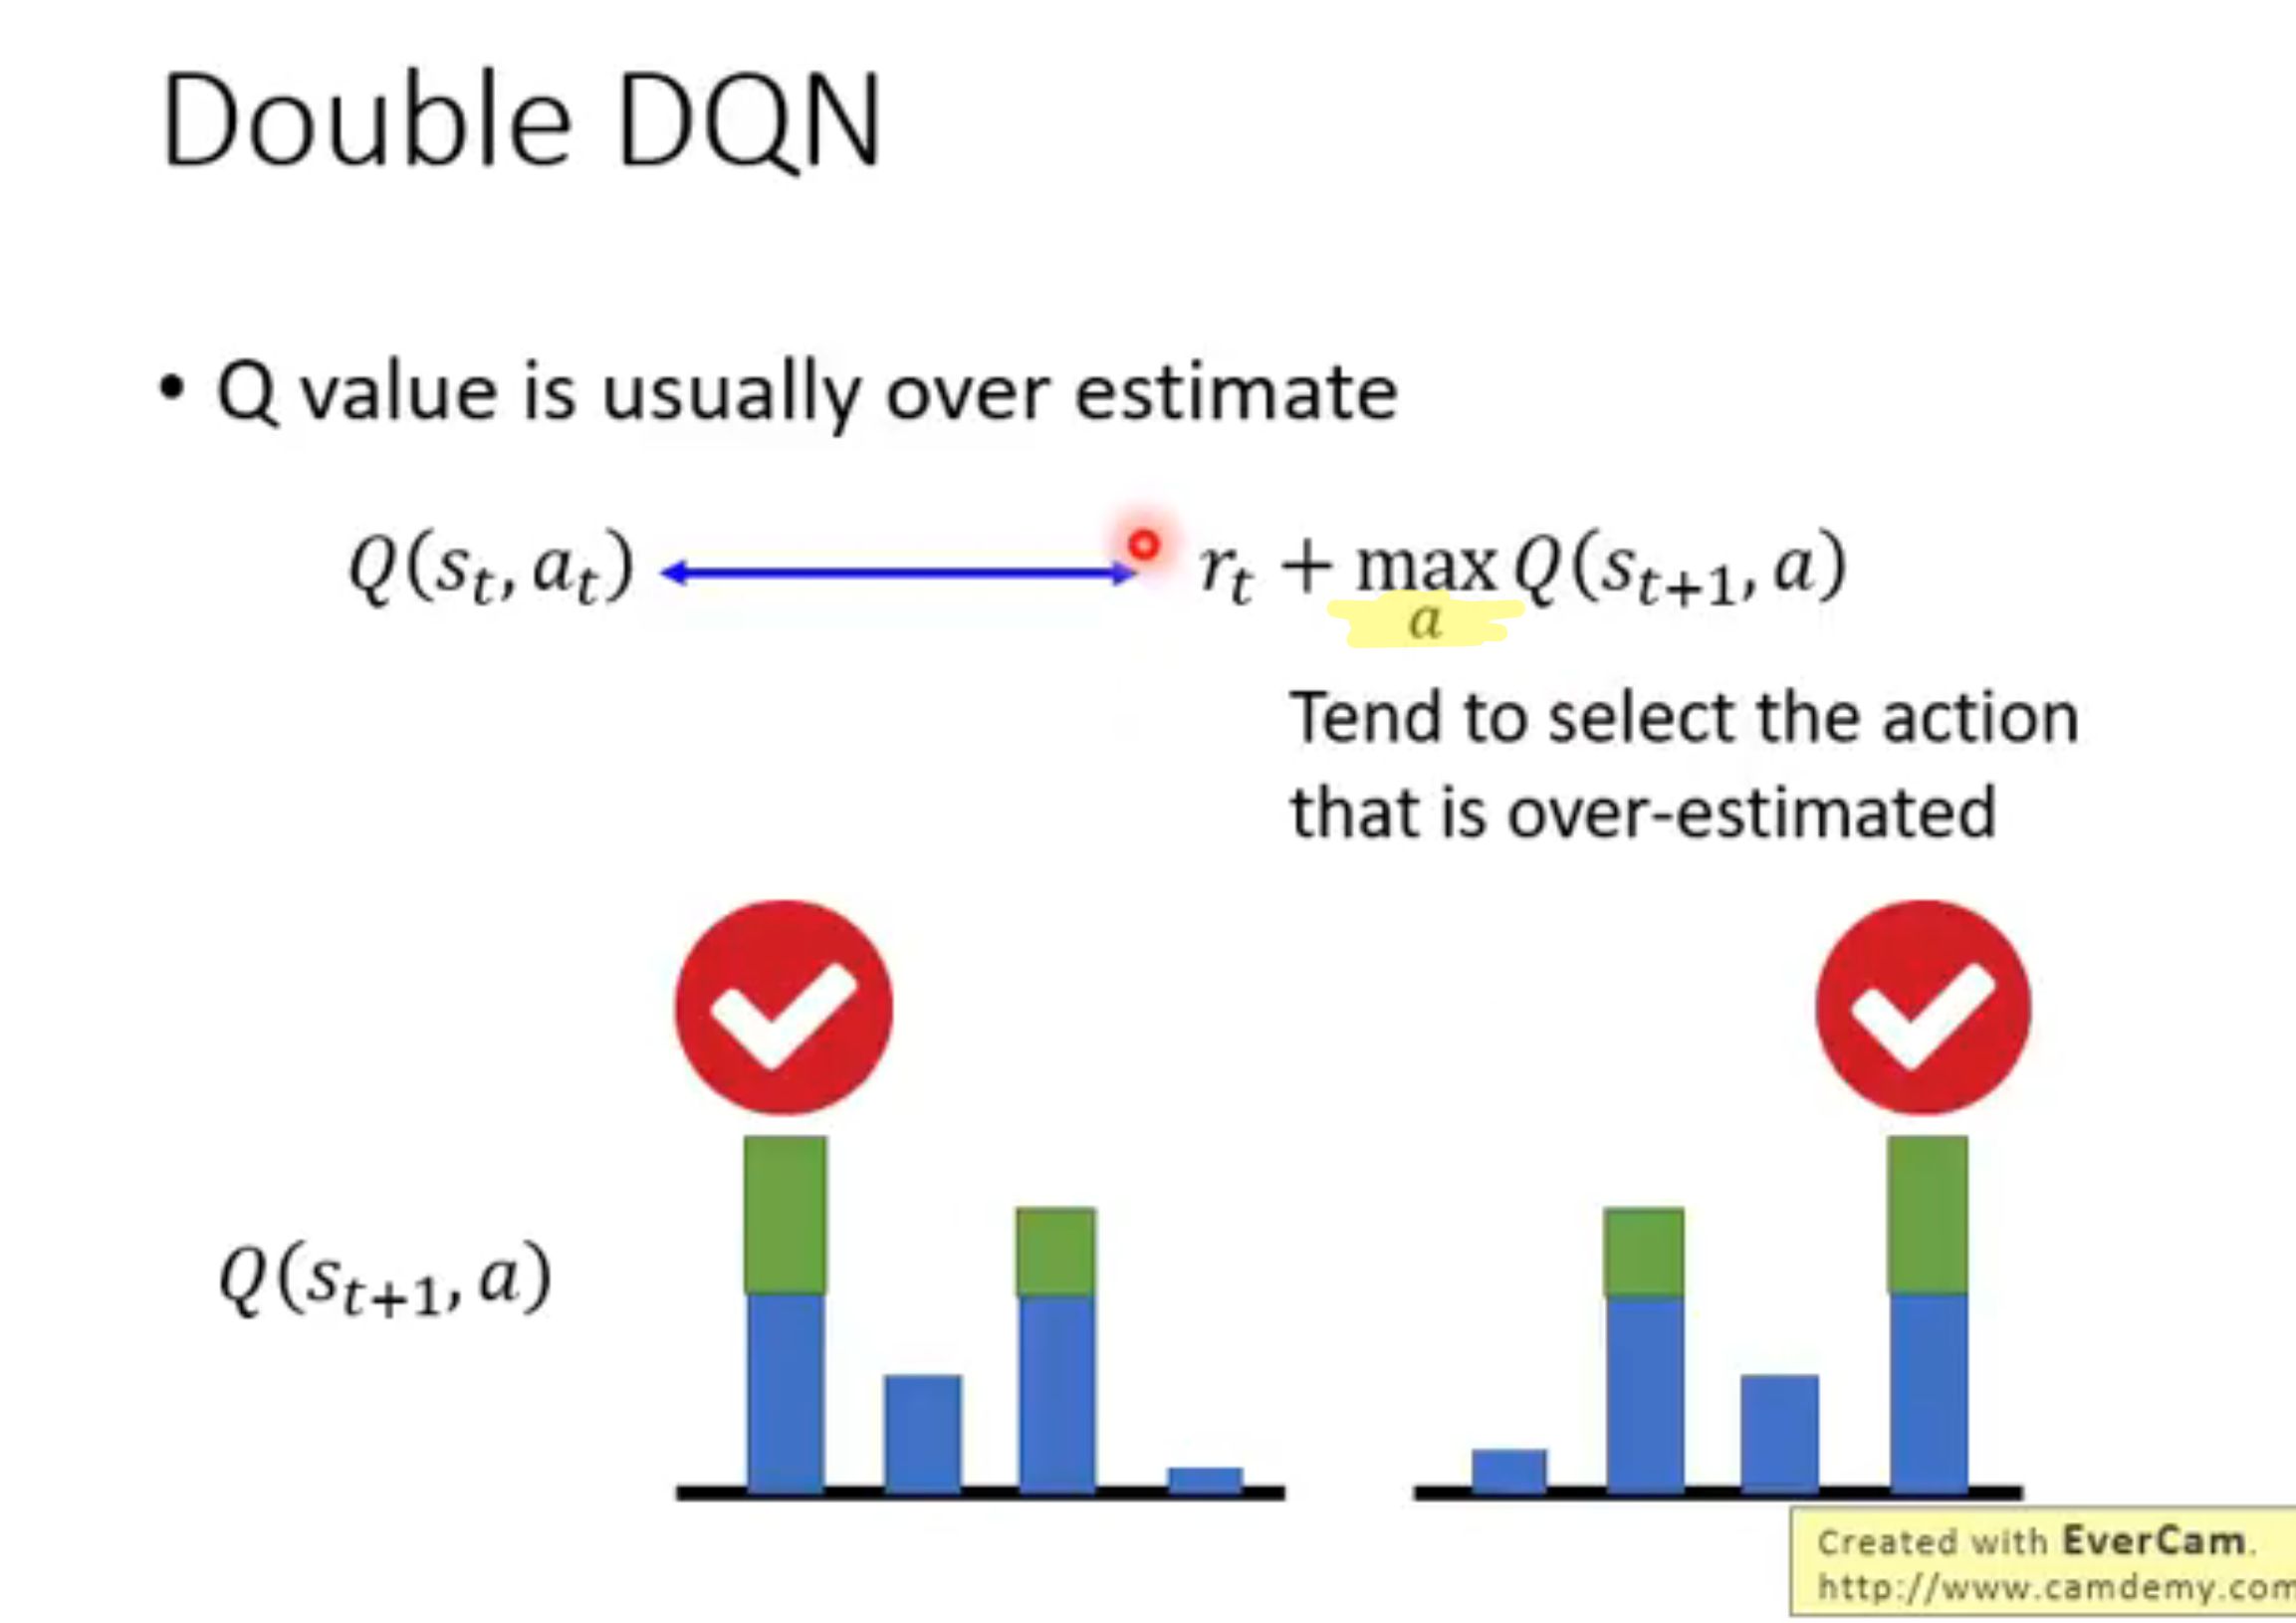 Double DQN
• Q value is usually over estimate
Q(s_t, a_t) r_t + max_a Q(s_{t+1}, a)
Tend to select the action
that is over-estimated
Q(s_{t+1}, a)
Created with EverCam.
http://www.camdemy.com